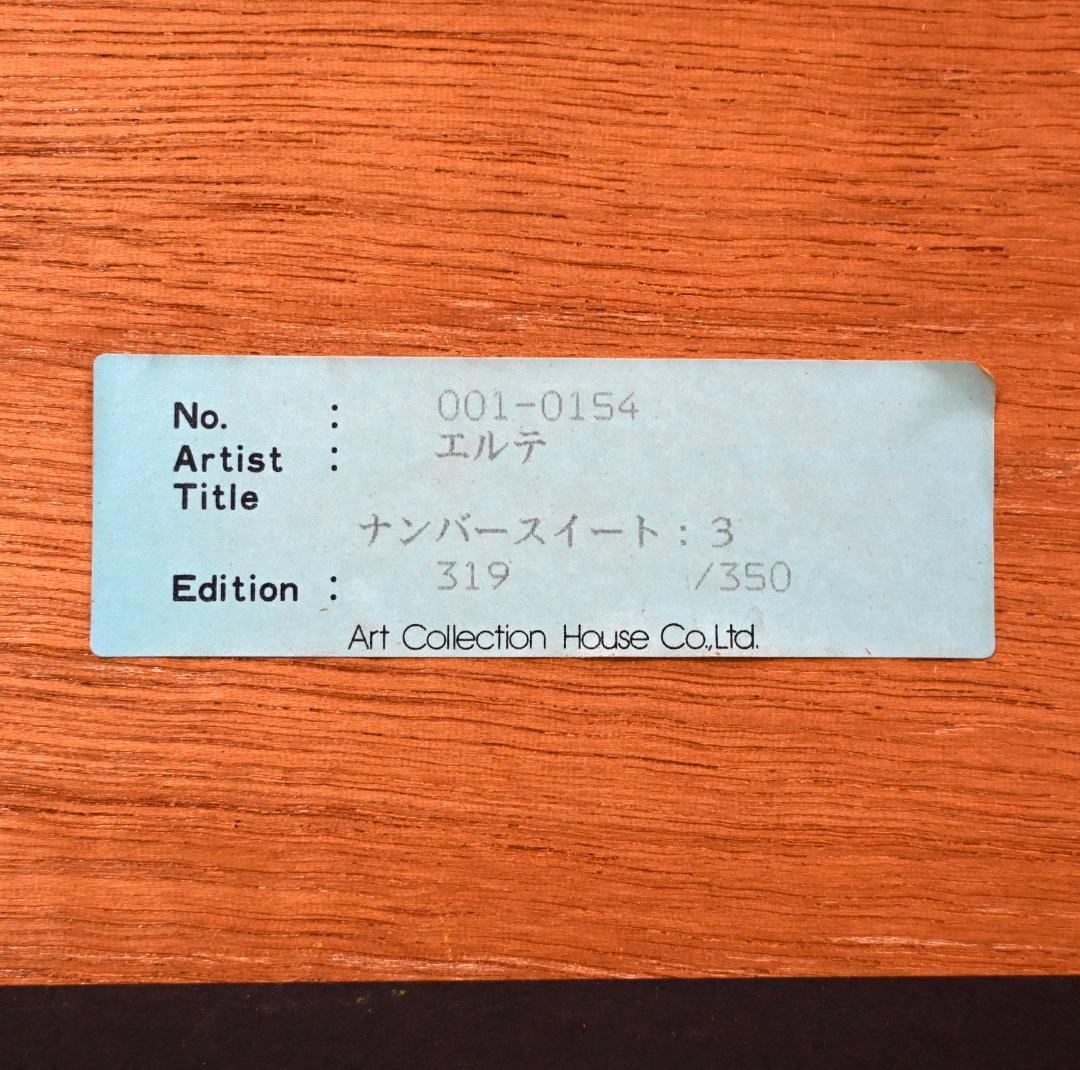 No. : 001-0154
Artist : エルテ
Title
ナンバースイート : 3
Edition : 319 /350
Art Collection House Co.,Ltd.